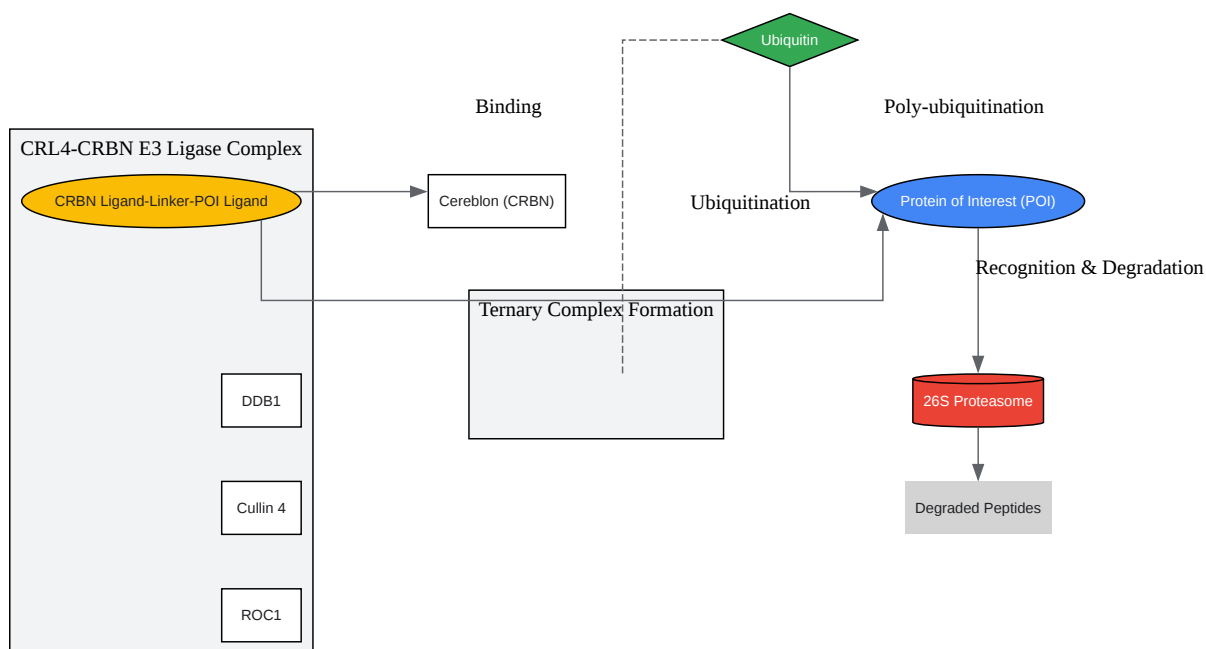 Ubiquitin
Binding
Poly-ubiquitination
CRL4-CRBN E3 Ligase Complex
CRBN Ligand-Linker-POI Ligand
Cereblon (CRBN)
Ubiquitination
Protein of Interest (POI)
Recognition & Degradation
Ternary Complex Formation
DDB1
26S Proteasome
Cullin 4
Degraded Peptides
ROC1